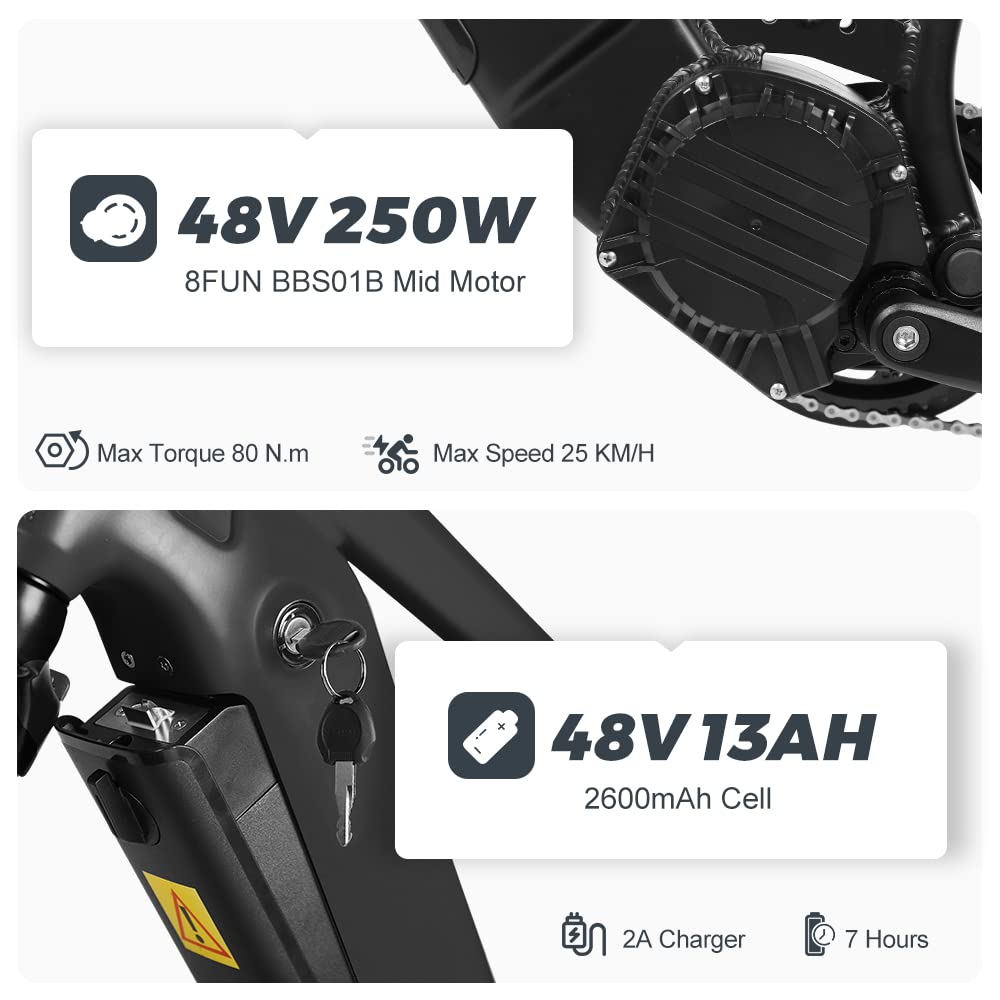 48V 250W
8FUN BBS01B Mid Motor
Max Torque 80 N.m
Max Speed 25 KM/H
48V 13AH
2600mAh Cell
2A Charger
7 Hours